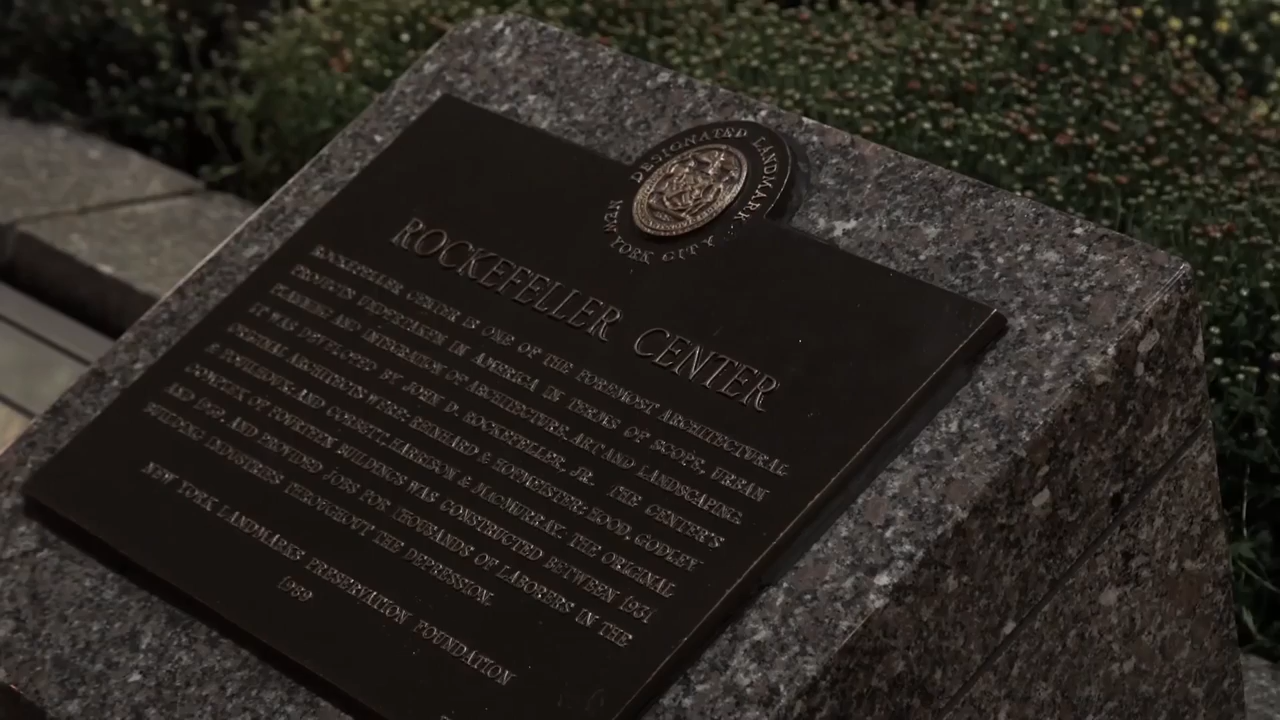 DESIGNATED LANDMARK
NEW YORK CITY
ROCKEFELLER CENTER
ROCKEFELLER CENTER IS ONE OF THE FOREMOST ARCHITECTURAL
PROJECTS UNDERTAKEN IN AMERICA IN TERMS OF SCOPE, URBAN
PLANNING AND INTEGRATION OF ARCHITECTURE, ART AND LANDSCAPING.
IT WAS DEVELOPED BY JOHN D. ROCKEFELLER, JR. THE CENTER'S
ORIGINAL ARCHITECTS WERE: REINHARD & HOFMEISTER; HOOD, GODLEY
& FOUILHOUX; AND CORBETT, HARRISON & MACMURRAY. THE ORIGINAL
COMPLEX OF FOURTEEN BUILDINGS WAS CONSTRUCTED BETWEEN 1931
AND 1939, AND PROVIDED JOBS FOR THOUSANDS OF LABORERS IN THE
BUILDING INDUSTRIES THROUGHOUT THE DEPRESSION.
NEW YORK LANDMARKS PRESERVATION FOUNDATION
1989